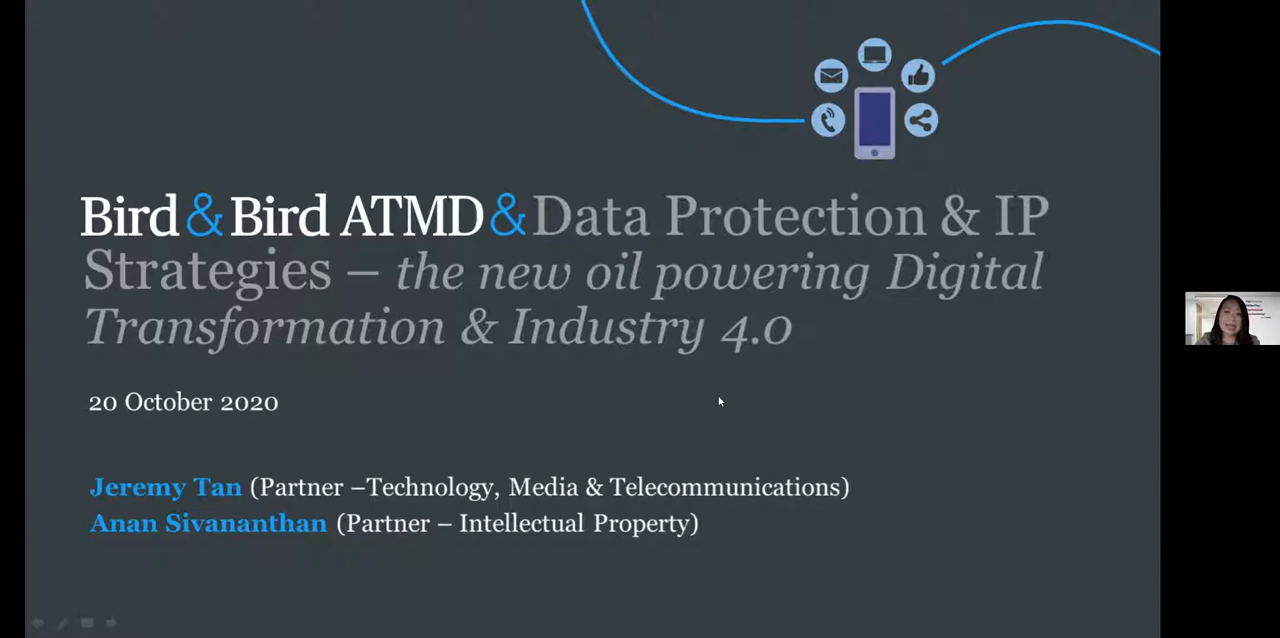 Bird & Bird ATMD & Data Protection & IP
Strategies – the new oil powering Digital
Transformation & Industry 4.0
20 October 2020
Jeremy Tan (Partner –Technology, Media & Telecommunications)
Anan Sivananthan (Partner – Intellectual Property)